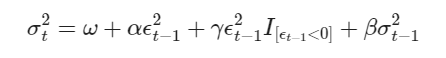 σ_t^2 = ω + αϵ_{t−1}^2 + γϵ_{t−1}^2 I_{[ϵ_{t−1}<0]} + βσ_{t−1}^2